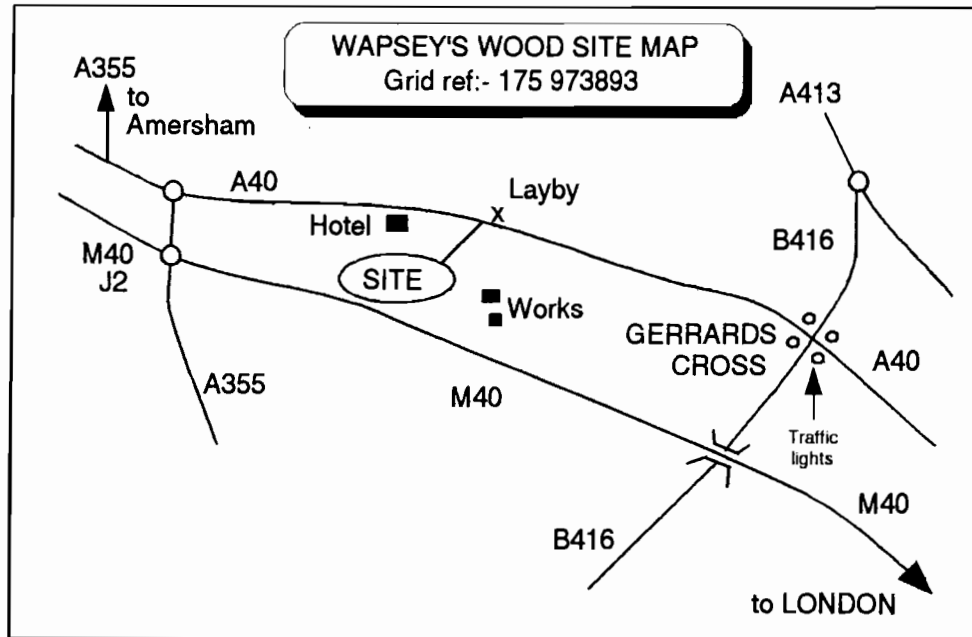 WAPSEY'S WOOD SITE MAP
Grid ref:- 175 973893
A355
to
Amersham
A413
A40
Layby
Hotel
B416
M40
J2
SITE
Works
GERRARDS
CROSS
A40
A355
M40
Traffic
lights
M40
B416
to LONDON